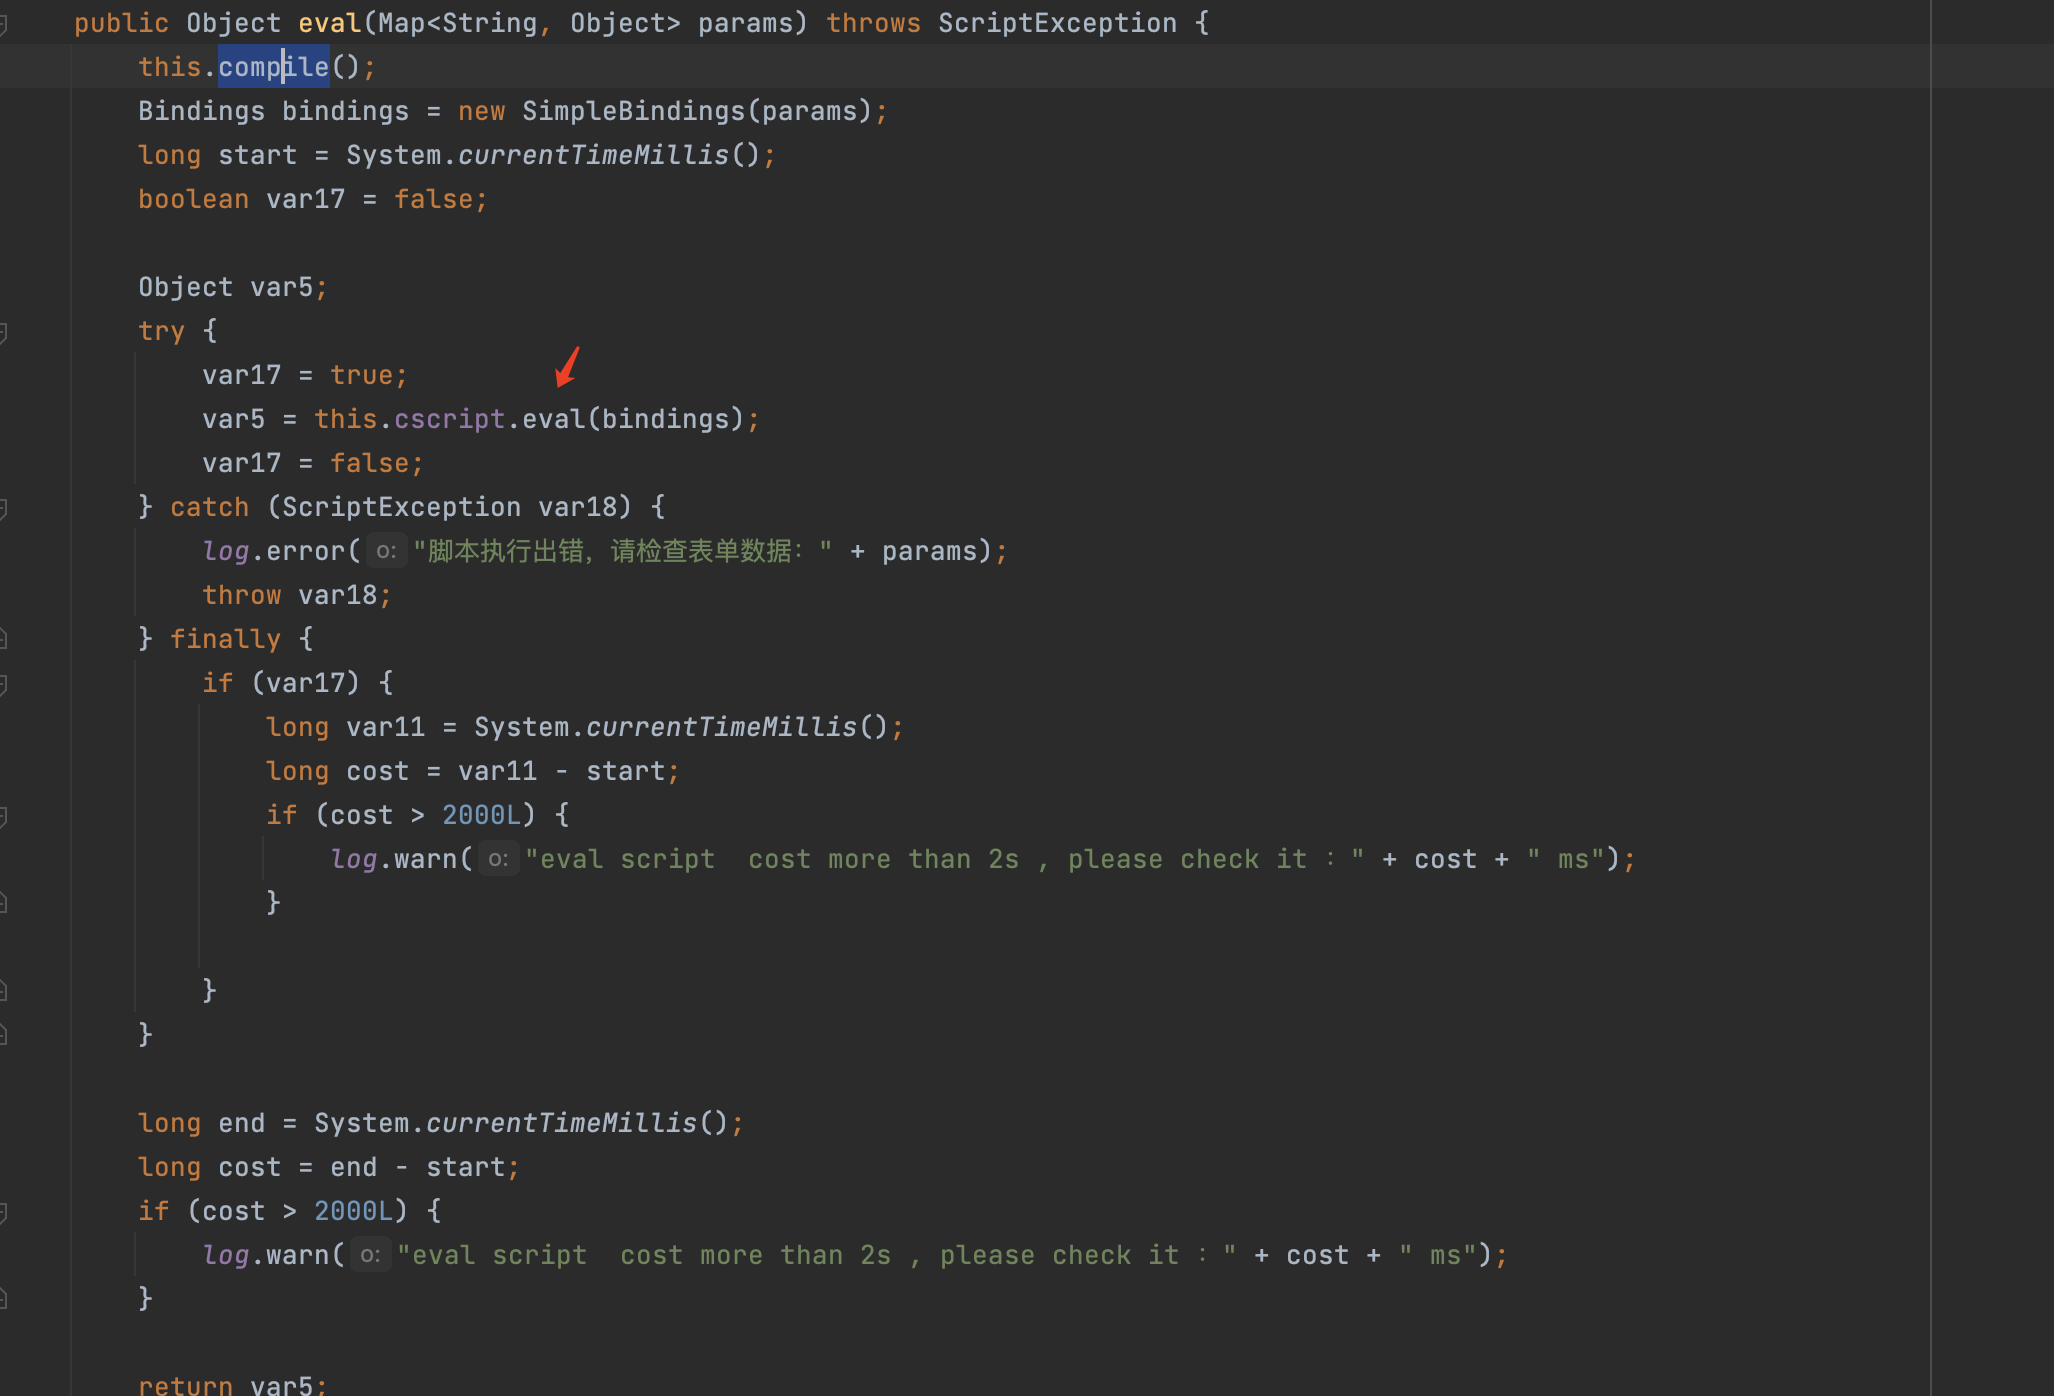 public Object eval(Map<String, Object> params) throws ScriptException {
this.compile();
Bindings bindings = new SimpleBindings(params);
long start = System.currentTimeMillis();
boolean var17 = false;
Object var5;
try {
var17 = true;
var5 = this.cscript.eval(bindings);
var17 = false;
} catch (ScriptException var18) {
log.error( o: "脚本执行出错，请检查表单数据：" + params);
throw var18;
} finally {
if (var17) {
long var11 = System.currentTimeMillis();
long cost = var11 - start;
if (cost > 2000L) {
log.warn( o: "eval script  cost more than 2s , please check it ：" + cost + " ms");
}
}
}
long end = System.currentTimeMillis();
long cost = end - start;
if (cost > 2000L) {
log.warn( o: "eval script  cost more than 2s , please check it ：" + cost + " ms");
}
return var5;